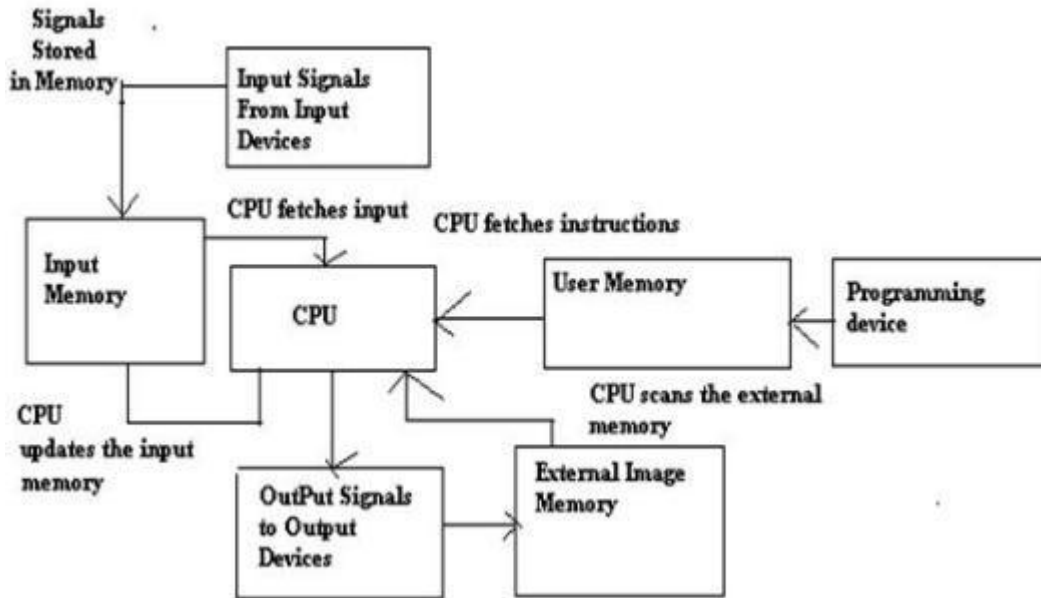 Signals
Stored
in Memory
Input Signals
From Input
Devices
CPU fetches input
CPU fetches instructions
Input
Memory
CPU
User Memory
Programming
device
CPU
updates the input
memory
CPU scans the external
memory
OutPut Signals
to Output
Devices
External Image
Memory